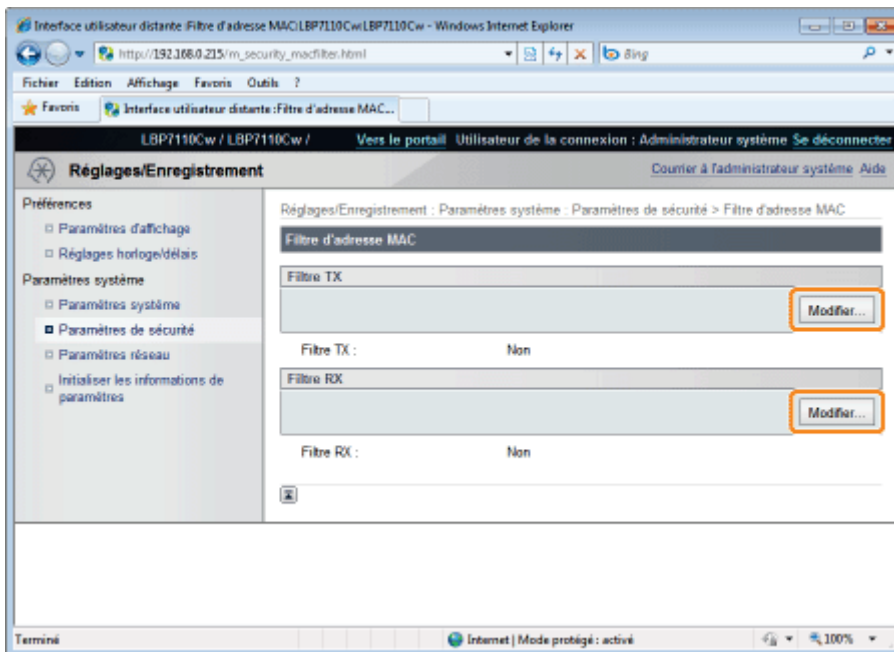 Interface utilisateur distante :Filtre d'adresse MAC:LBP7110Cw:LBP7110Cw - Windows Internet Explorer
http://192.168.0.215/m_security_macfilter.html
Bing
Fichier Edition Affichage Favoris Outils ?
Favoris
Interface utilisateur distante :Filtre d'adresse MAC...
LBP7110Cw / LBP7110Cw / Vers le portail Utilisateur de la connexion : Administrateur système Se déconnecter
Réglages/Enregistrement Courrier à l'administrateur système Aide
Préférences
Paramètres d'affichage
Réglages horloge/délais
Paramètres système
Paramètres système
Paramètres de sécurité
Paramètres réseau
Initialiser les informations de
paramètres
Réglages/Enregistrement : Paramètres système : Paramètres de sécurité > Filtre d'adresse MAC
Filtre d'adresse MAC
Filtre TX
Modifier...
Filtre TX : Non
Filtre RX
Modifier...
Filtre RX : Non
Terminé
Internet | Mode protégé : activé
100%